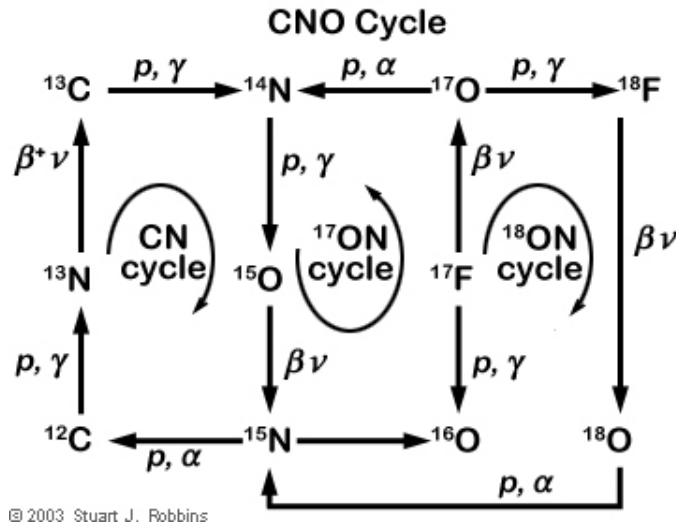 CNO Cycle
¹³C p, γ ¹⁴N p, α ¹⁷O p, γ ¹⁸F
β⁺ν p, γ βν
CN cycle ¹⁷ON cycle ¹⁸ON cycle βν
¹³N ¹⁵O ¹⁷F
p, γ βν p, γ
¹²C p, α ¹⁵N ¹⁶O ¹⁸O
p, α
© 2003 Stuart J. Robbins